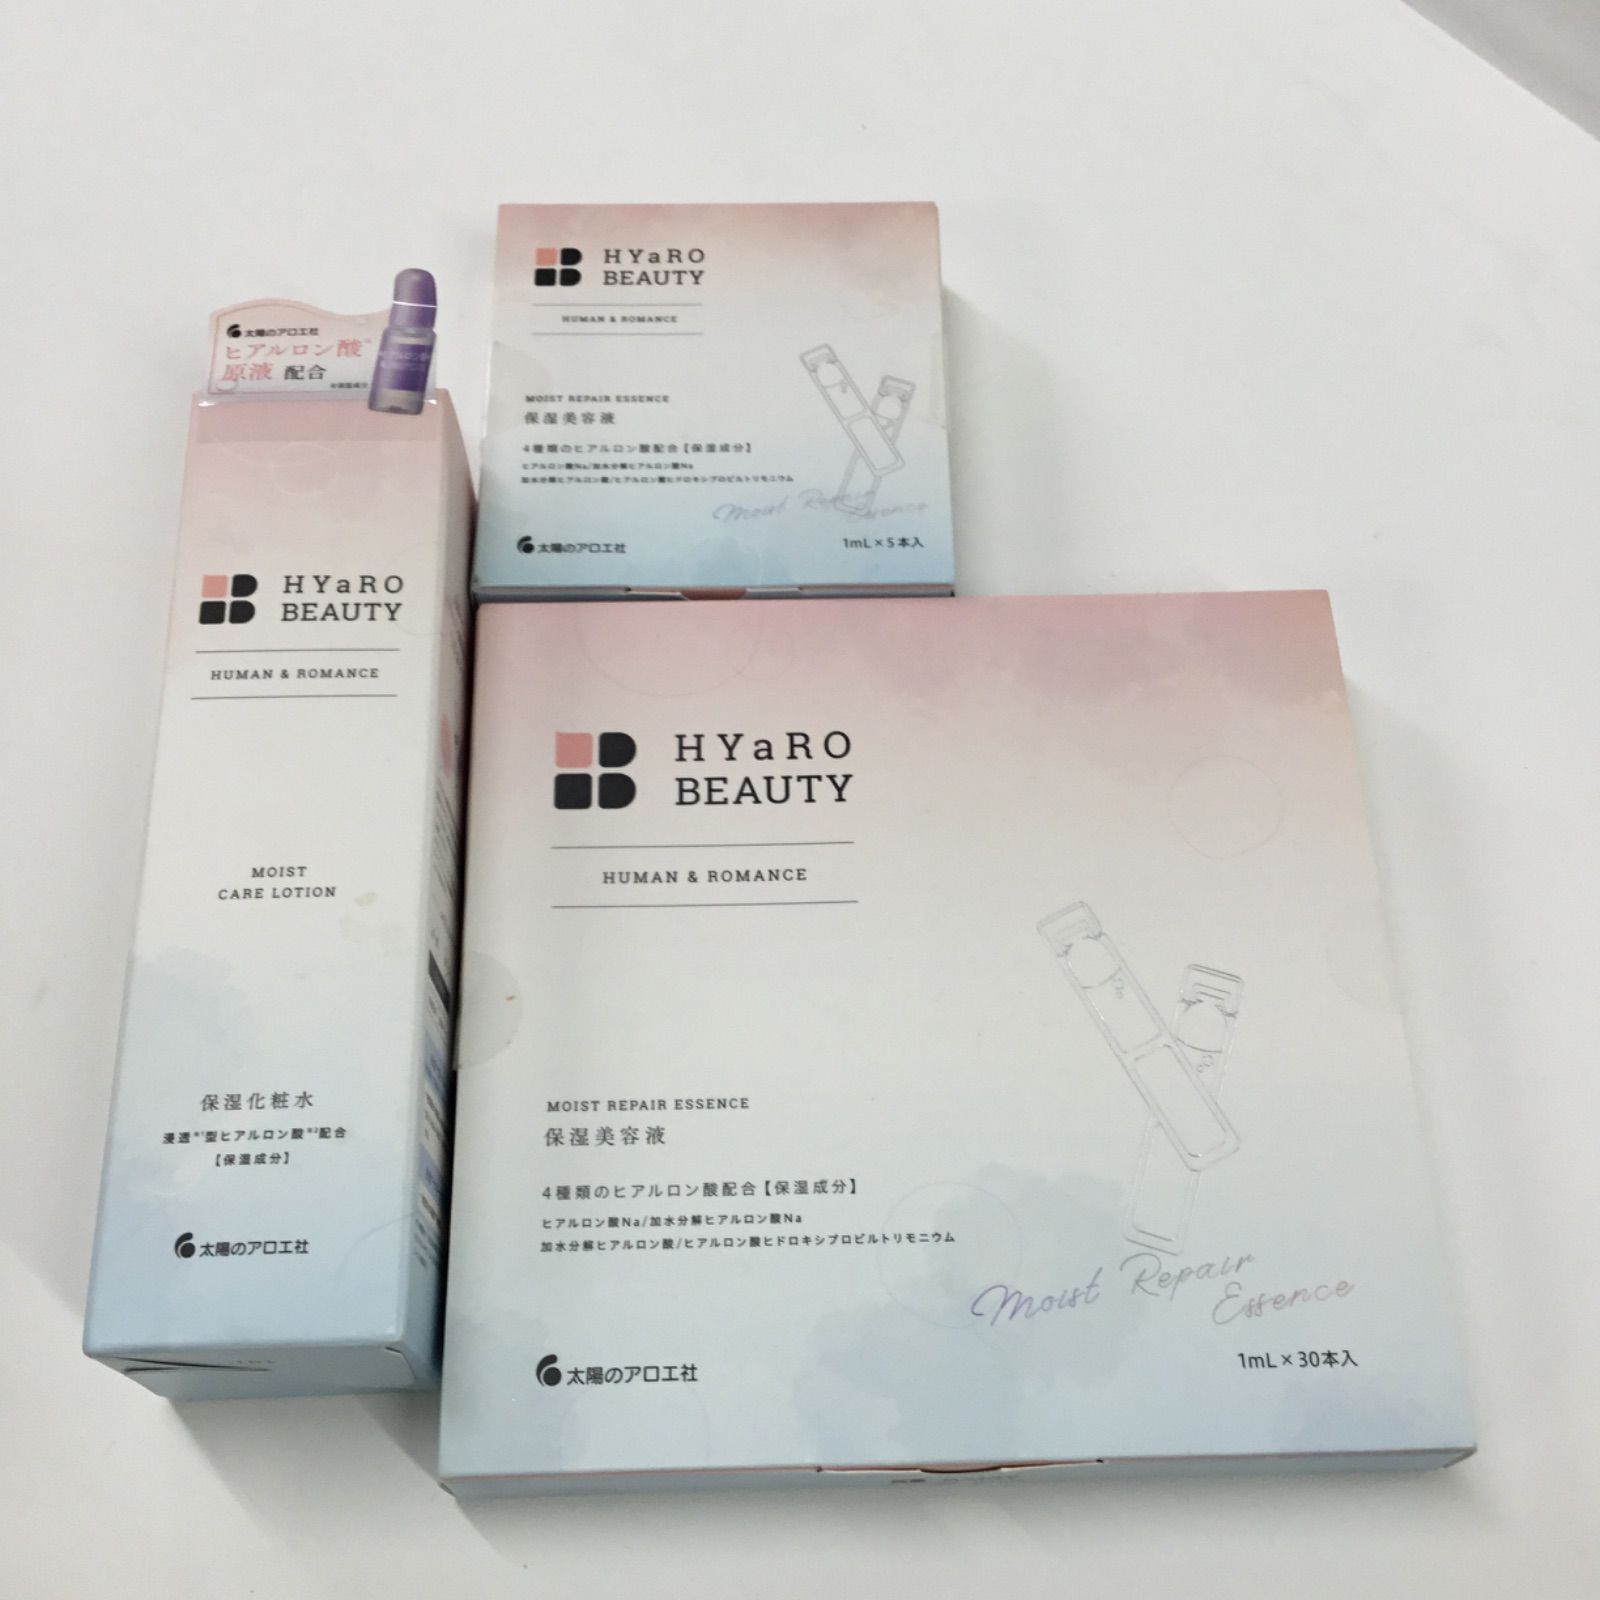 太陽のアロエ社
ヒアルロン酸※
原液 配合
※保湿成分
HYaRO
BEAUTY
HUMAN & ROMANCE
MOIST
CARE LOTION
保湿化粧水
浸透※1型ヒアルロン酸※2配合
【保湿成分】
太陽のアロエ社
HYaRO
BEAUTY
HUMAN & ROMANCE
MOIST REPAIR ESSENCE
保湿美容液
4種類のヒアルロン酸配合【保湿成分】
ヒアルロン酸Na/加水分解ヒアルロン酸Na
加水分解ヒアルロン酸/ヒアルロン酸ヒドロキシプロピルトリモニウム
Moist Repair
Essence
太陽のアロエ社
1mL×5本入
HYaRO
BEAUTY
HUMAN & ROMANCE
MOIST REPAIR ESSENCE
保湿美容液
4種類のヒアルロン酸配合【保湿成分】
ヒアルロン酸Na/加水分解ヒアルロン酸Na
加水分解ヒアルロン酸/ヒアルロン酸ヒドロキシプロピルトリモニウム
Moist Repair
Essence
太陽のアロエ社
1mL×30本入